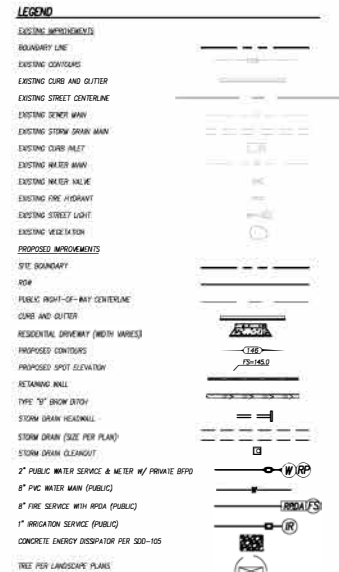 LEGEND
EXISTING IMPROVEMENTS
BOUNDARY LINE
EXISTING CONTOURS
EXISTING CURB AND GUTTER
EXISTING STREET CENTERLINE
EXISTING SEWER MAIN
EXISTING STORM DRAIN MAIN
EXISTING CURB INLET
EXISTING WATER MAIN
EXISTING WATER VALVE
EXISTING FIRE HYDRANT
EXISTING STREET LIGHT
EXISTING VEGETATION
PROPOSED IMPROVEMENTS
SITE BOUNDARY
ROW
PUBLIC RIGHT-OF-WAY CENTERLINE
CURB AND GUTTER
RESIDENTIAL DRIVEWAY (WIDTH VARIES)
PROPOSED CONTOURS 146
PROPOSED SPOT ELEVATION FS=145.0
RETAINING WALL
TYPE "B" BROW DITCH
STORM DRAIN HEADWALL
STORM DRAIN (SIZE PER PLAN)
STORM DRAIN CLEANOUT
2" PUBLIC WATER SERVICE & METER W/ PRIVATE BFPD W RP
8" PVC WATER MAIN (PUBLIC) W
8" FIRE SERVICE WITH RPDA (PUBLIC) RPDA FS
1" IRRIGATION SERVICE (PUBLIC) IR
CONCRETE ENERGY DISSIPATOR PER SDD-105
TREE PER LANDSCAPE PLANS